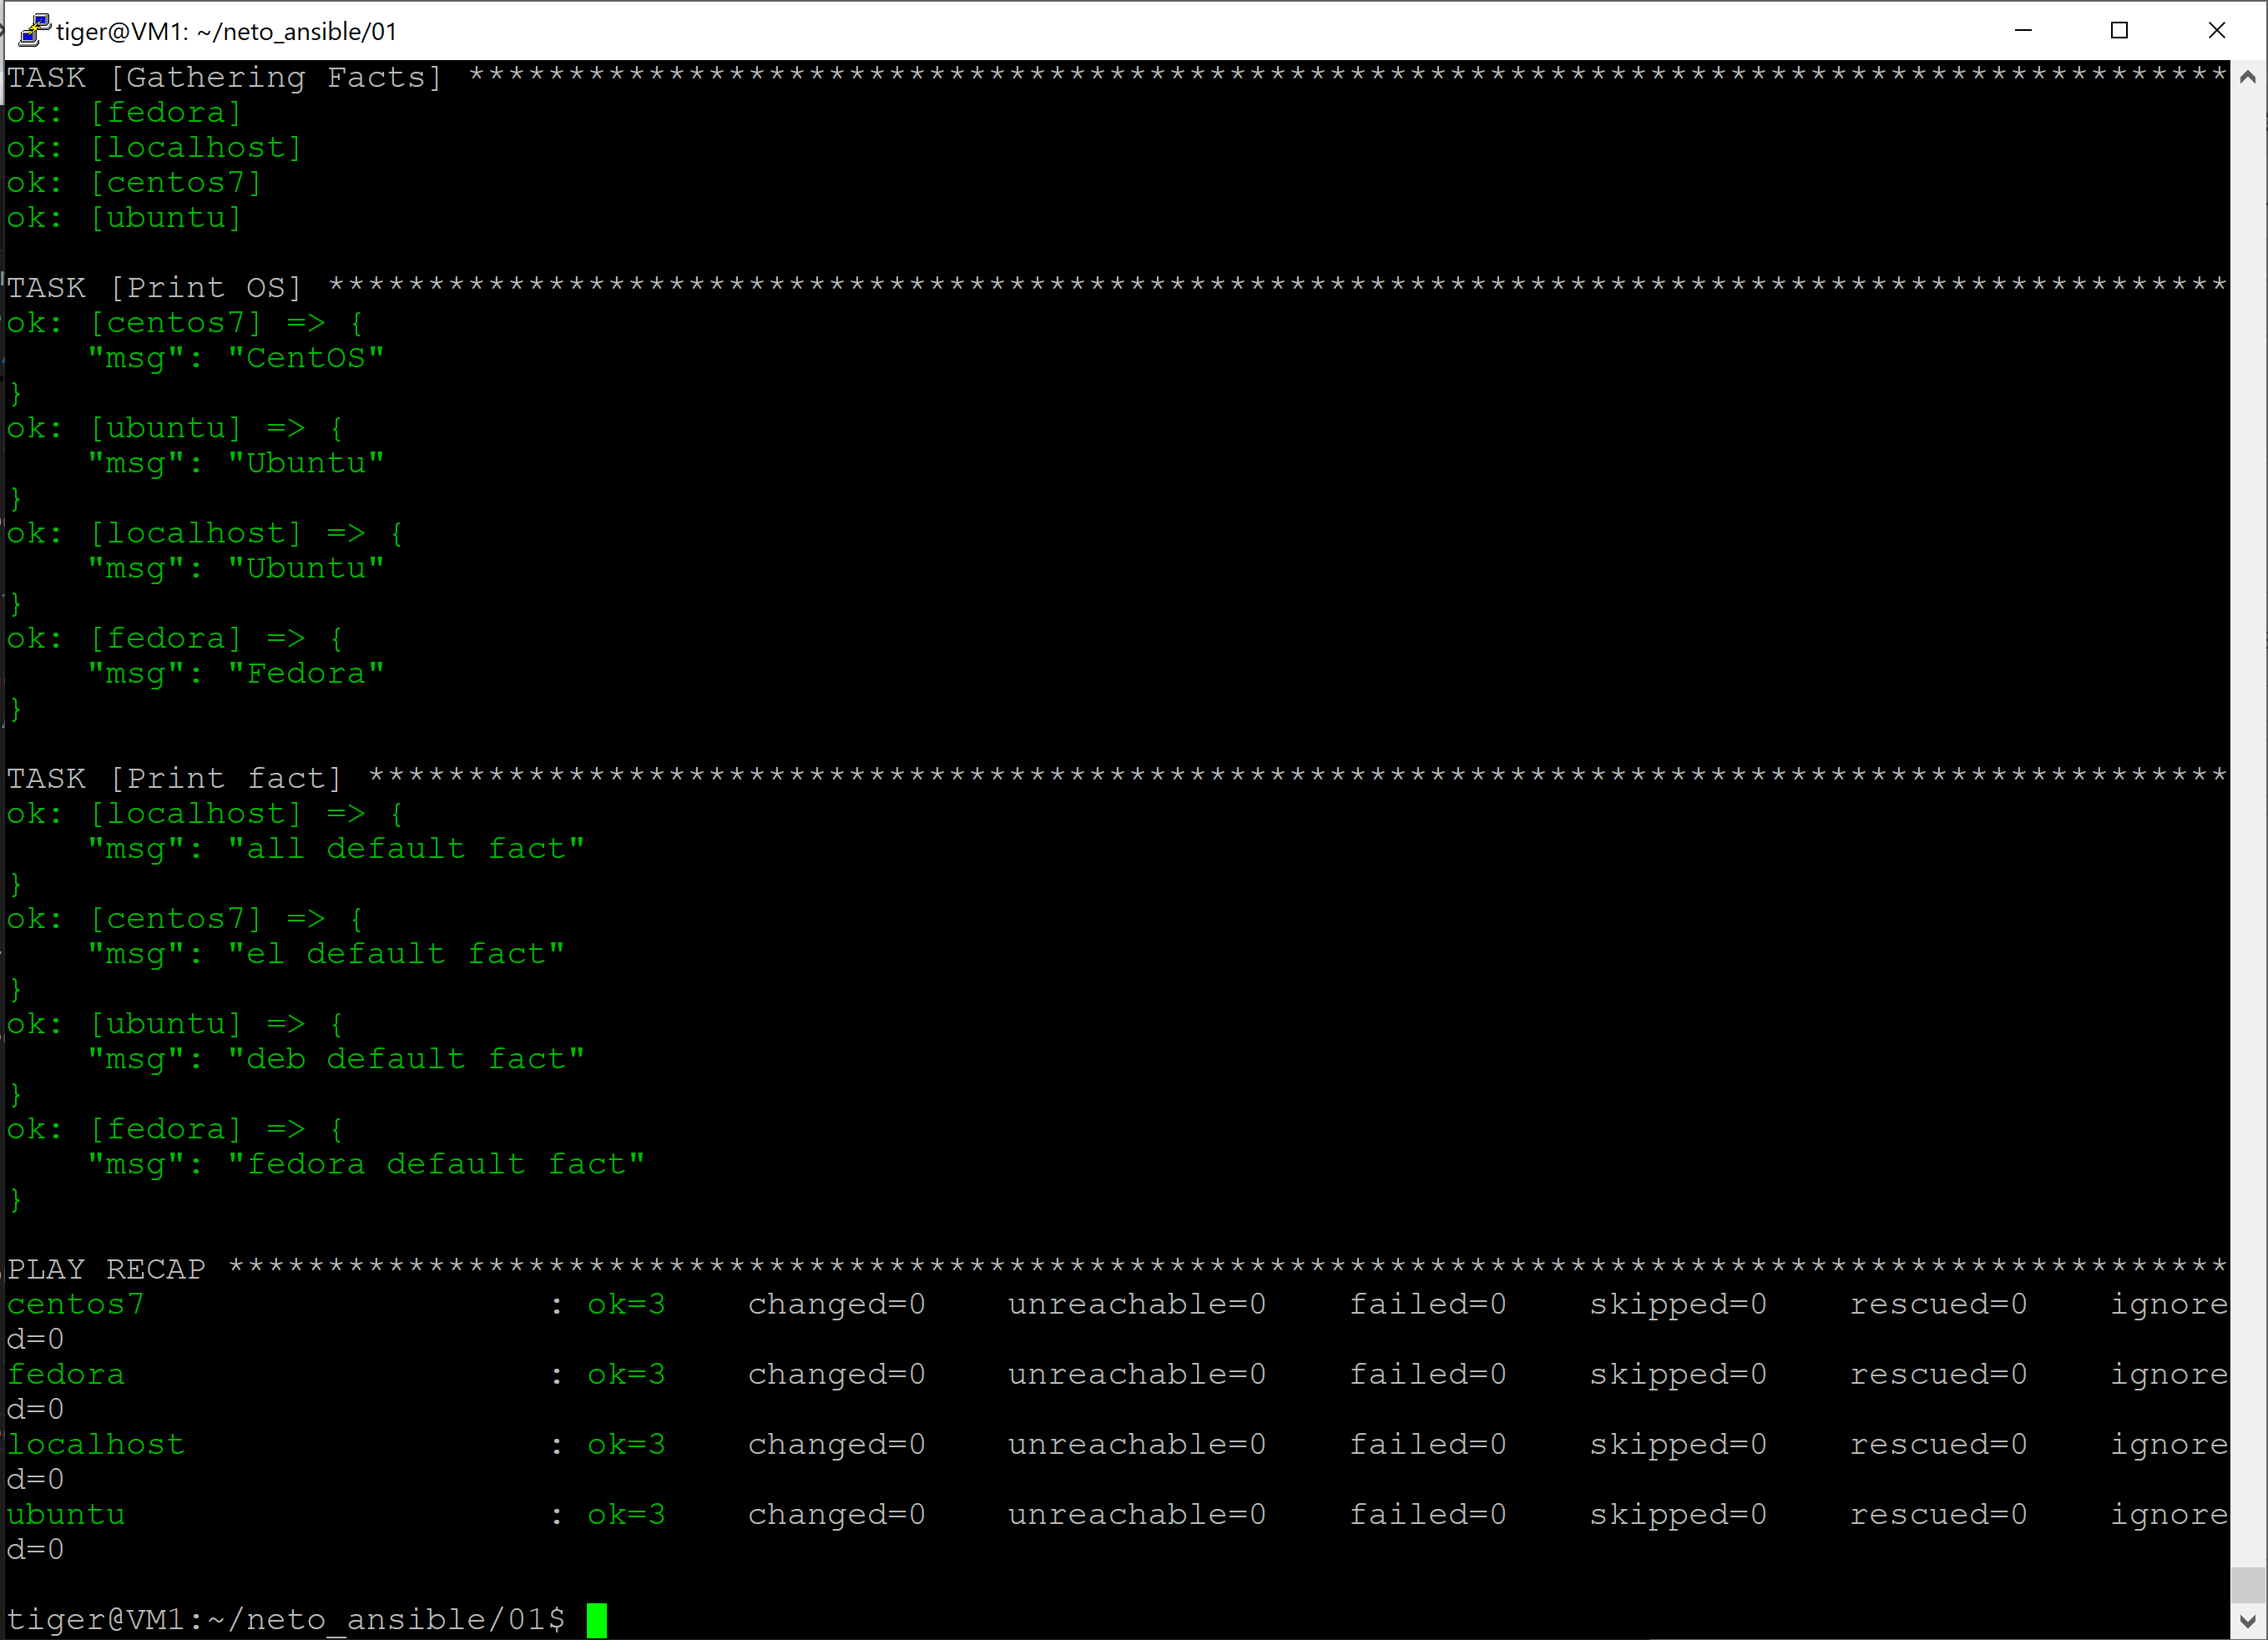 tiger@VM1: ~/neto_ansible/01
TASK [Gathering Facts] ****************************************************************************************
ok: [fedora]
ok: [localhost]
ok: [centos7]
ok: [ubuntu]
TASK [Print OS] ***********************************************************************************************
ok: [centos7] => {
    "msg": "CentOS"
}
ok: [ubuntu] => {
    "msg": "Ubuntu"
}
ok: [localhost] => {
    "msg": "Ubuntu"
}
ok: [fedora] => {
    "msg": "Fedora"
}
TASK [Print fact] *********************************************************************************************
ok: [localhost] => {
    "msg": "all default fact"
}
ok: [centos7] => {
    "msg": "el default fact"
}
ok: [ubuntu] => {
    "msg": "deb default fact"
}
ok: [fedora] => {
    "msg": "fedora default fact"
}
PLAY RECAP ****************************************************************************************************
centos7                    : ok=3    changed=0    unreachable=0    failed=0    skipped=0    rescued=0    ignore
d=0
fedora                     : ok=3    changed=0    unreachable=0    failed=0    skipped=0    rescued=0    ignore
d=0
localhost                  : ok=3    changed=0    unreachable=0    failed=0    skipped=0    rescued=0    ignore
d=0
ubuntu                     : ok=3    changed=0    unreachable=0    failed=0    skipped=0    rescued=0    ignore
d=0
tiger@VM1:~/neto_ansible/01$